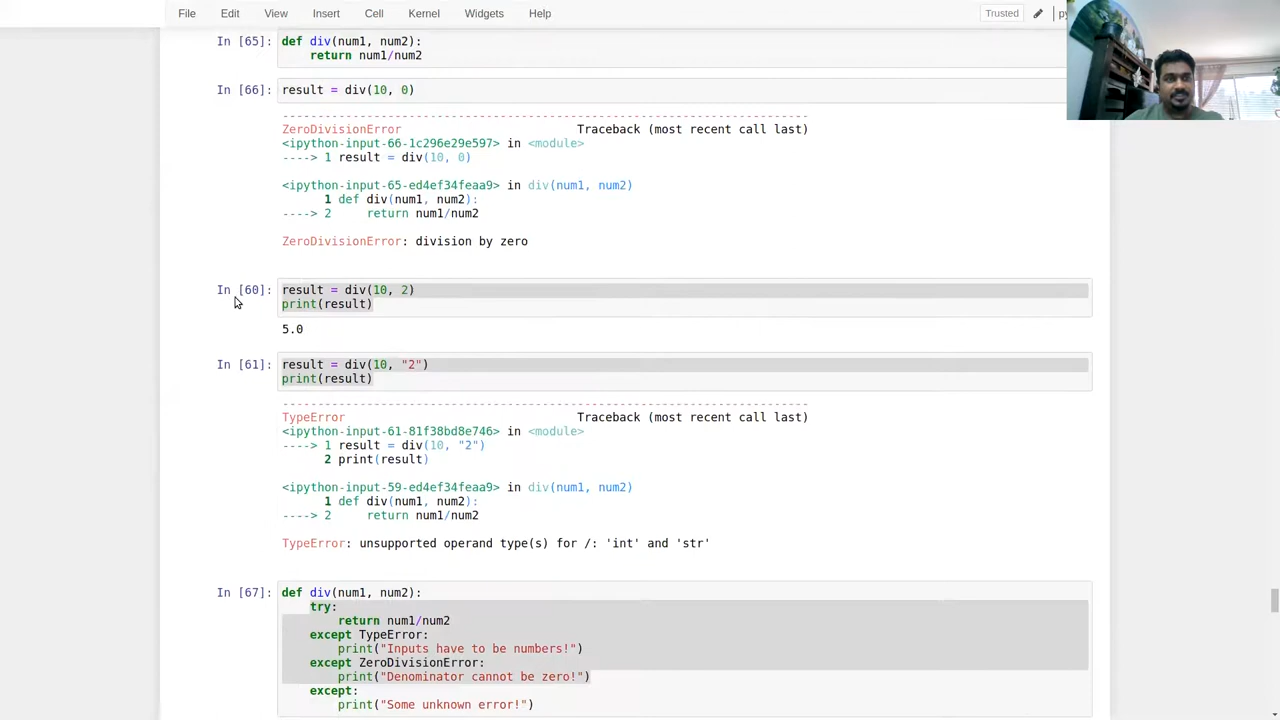 File Edit View Insert Cell Kernel Widgets Help Trusted py
In [65]: def div(num1, num2):
return num1/num2
In [66]: result = div(10, 0)
---------------------------------------------------------------------------
ZeroDivisionError Traceback (most recent call last)
<ipython-input-66-1c296e29e597> in <module>
----> 1 result = div(10, 0)
<ipython-input-65-ed4ef34feaa9> in div(num1, num2)
1 def div(num1, num2):
----> 2 return num1/num2
ZeroDivisionError: division by zero
In [60]: result = div(10, 2)
print(result)
5.0
In [61]: result = div(10, "2")
print(result)
---------------------------------------------------------------------------
TypeError Traceback (most recent call last)
<ipython-input-61-81f38bd8e746> in <module>
----> 1 result = div(10, "2")
2 print(result)
<ipython-input-59-ed4ef34feaa9> in div(num1, num2)
1 def div(num1, num2):
----> 2 return num1/num2
TypeError: unsupported operand type(s) for /: 'int' and 'str'
In [67]: def div(num1, num2):
try:
return num1/num2
except TypeError:
print("Inputs have to be numbers!")
except ZeroDivisionError:
print("Denominator cannot be zero!")
except:
print("Some unknown error!")